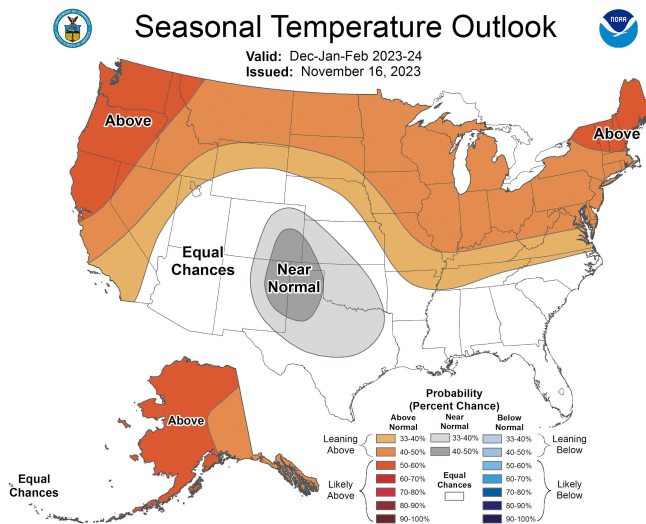 Seasonal Temperature Outlook
NOAA
Valid: Dec-Jan-Feb 2023-24
Issued: November 16, 2023
Above
Above
Equal
Chances
Near
Normal
Above
Equal
Chances
Probability
(Percent Chance)
Above
Normal
Near
Normal
Below
Normal
Leaning
Above
33-40%
40-50%
33-40%
40-50%
33-40%
40-50%
Leaning
Below
Likely
Above
50-60%
60-70%
70-80%
80-90%
90-100%
Equal
Chances
50-60%
60-70%
70-80%
80-90%
90-100%
Likely
Below